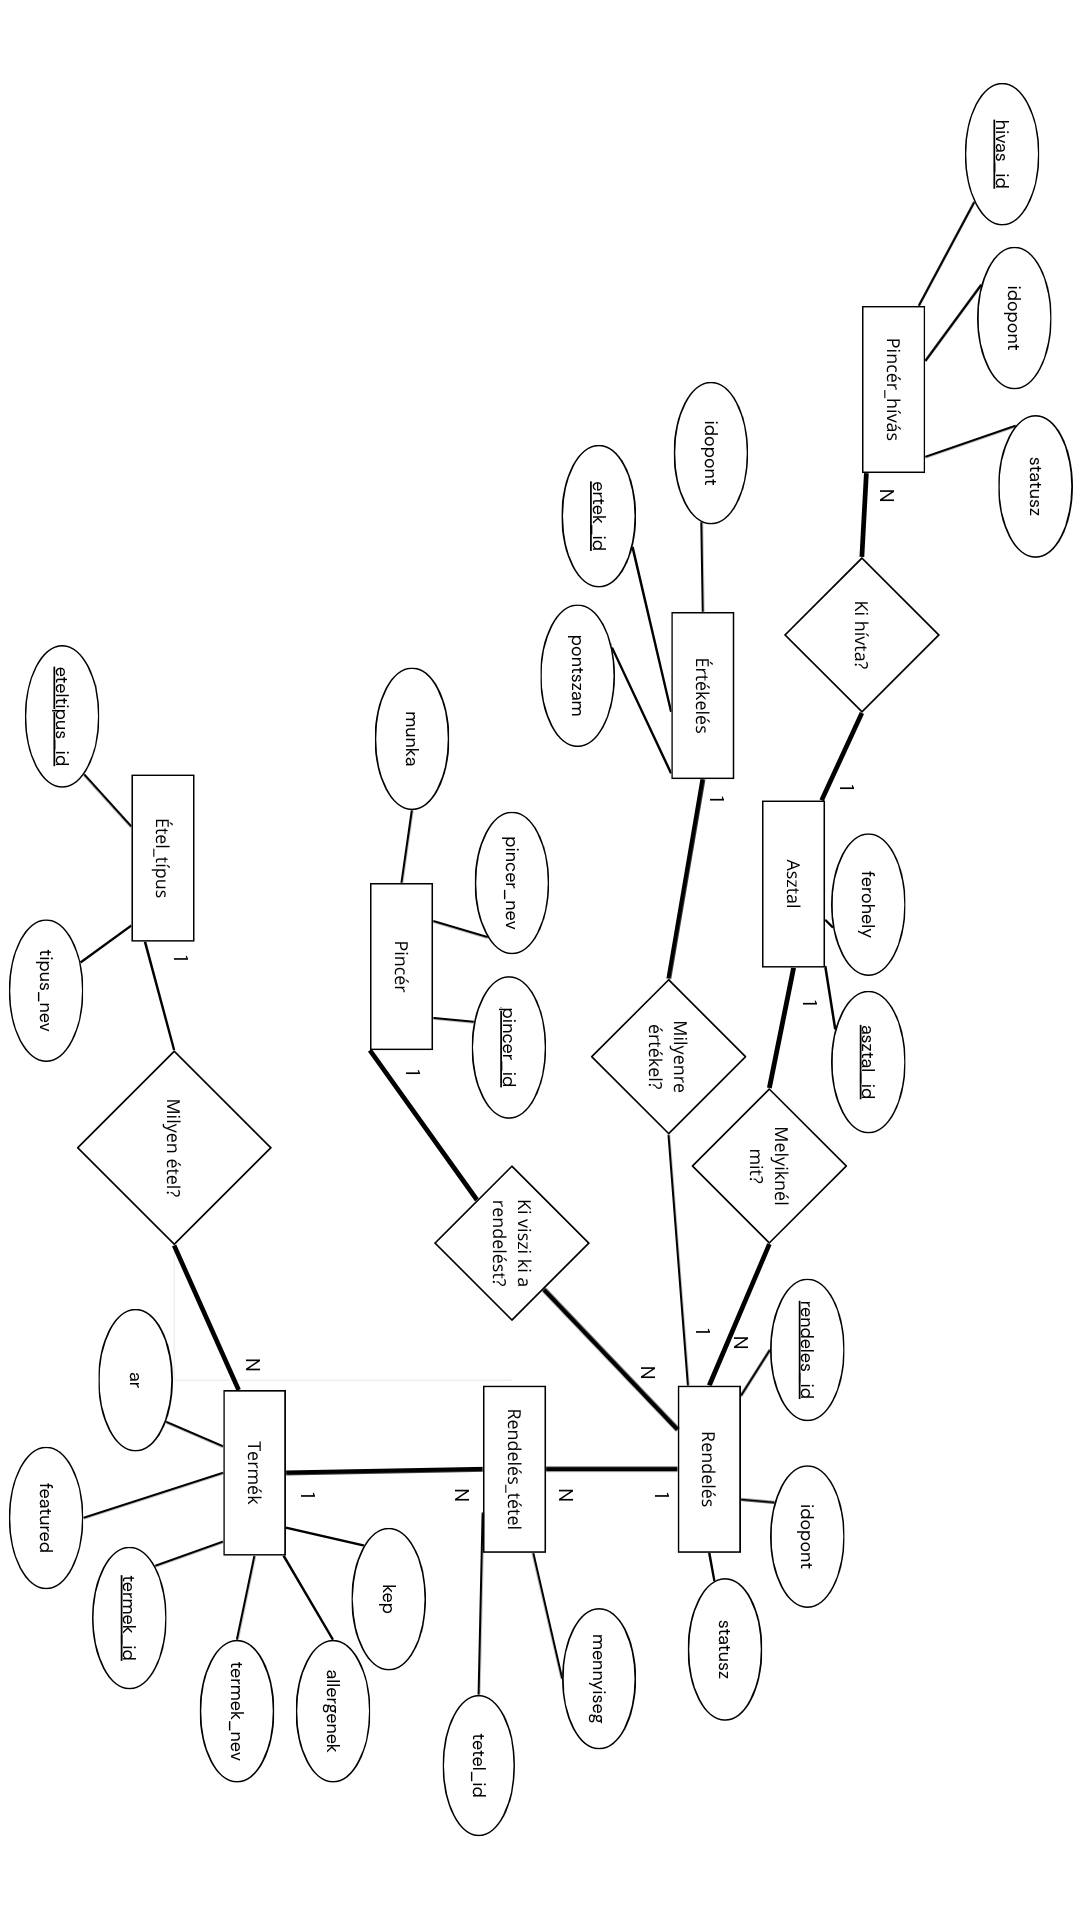 hivas_id
idopont
statusz
Pincér_hívás
N
Ki hívta?
1
Asztal
ferohely
asztal_id
1
Melyiknél
mit?
N
idopont
ertek_id
pontszam
Értékelés
1
Milyenre
értékel?
1
rendeles_id
idopont
statusz
Rendelés
munka
pincer_nev
pincer_id
Pincér
1
Ki viszi ki a
rendelést?
N
1
N
Rendelés_tétel
N
mennyiseg
tetel_id
eteltipus_id
Étel_típus
tipus_nev
1
Milyen étel?
N
1
Termék
ar
featured
termek_id
termek_nev
allergenek
kep